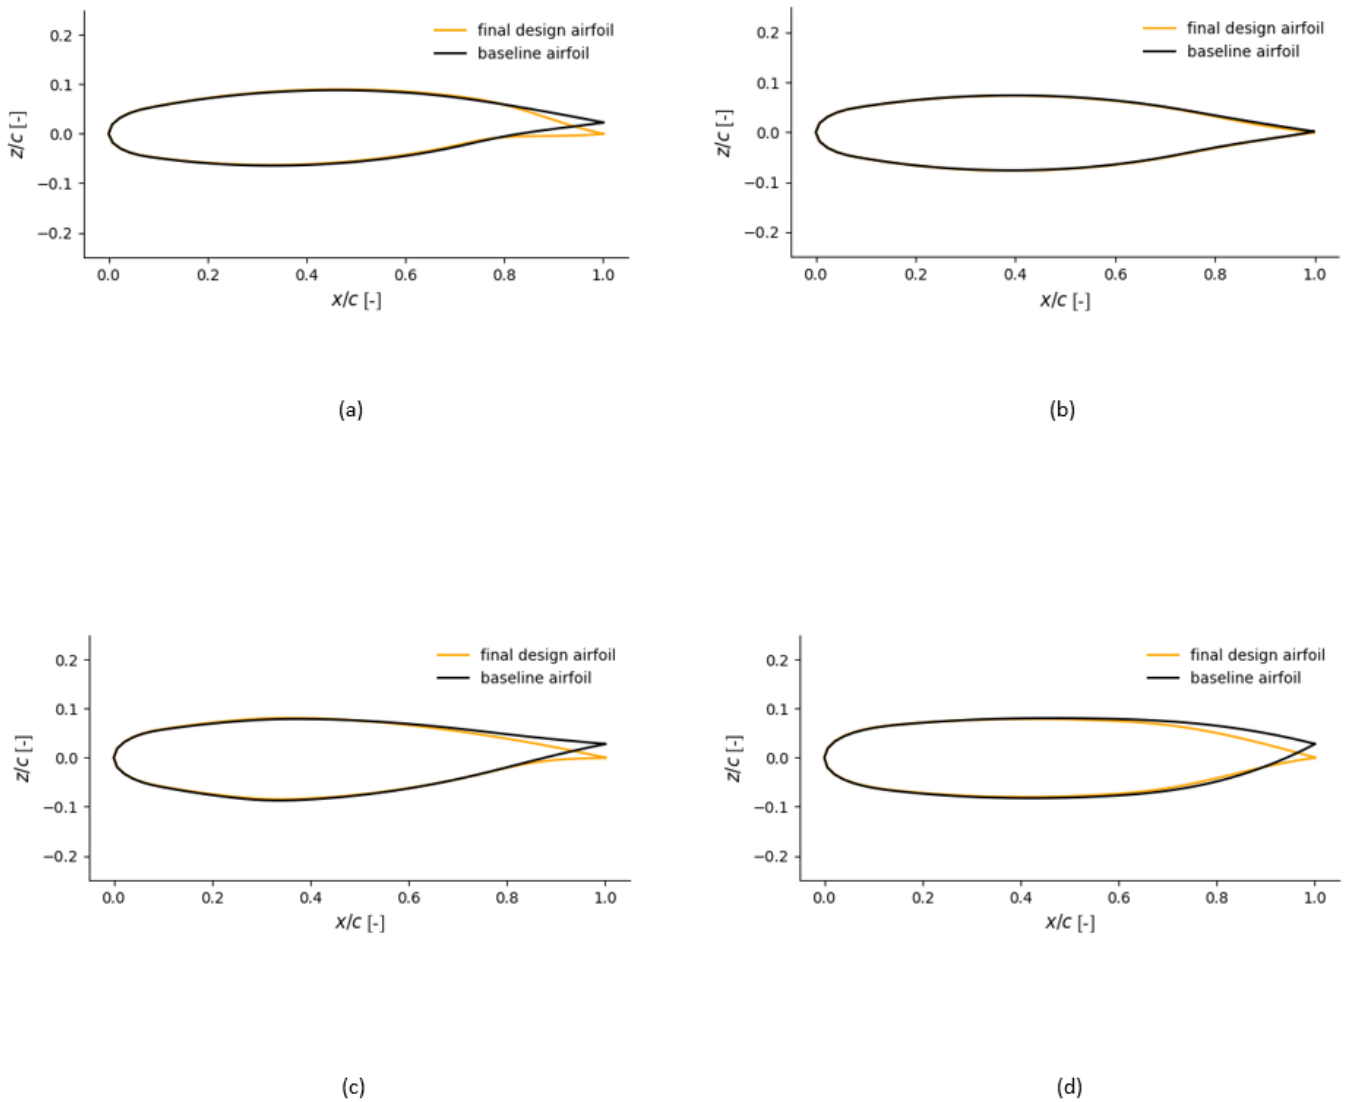 final design airfoil
baseline airfoil
0.2
0.1
0.0
−0.1
−0.2
z/c [-]
0.0 0.2 0.4 0.6 0.8 1.0
x/c [-]
(a)
final design airfoil
baseline airfoil
0.2
0.1
0.0
−0.1
−0.2
z/c [-]
0.0 0.2 0.4 0.6 0.8 1.0
x/c [-]
(b)
final design airfoil
baseline airfoil
0.2
0.1
0.0
−0.1
−0.2
z/c [-]
0.0 0.2 0.4 0.6 0.8 1.0
x/c [-]
(c)
final design airfoil
baseline airfoil
0.2
0.1
0.0
−0.1
−0.2
z/c [-]
0.0 0.2 0.4 0.6 0.8 1.0
x/c [-]
(d)